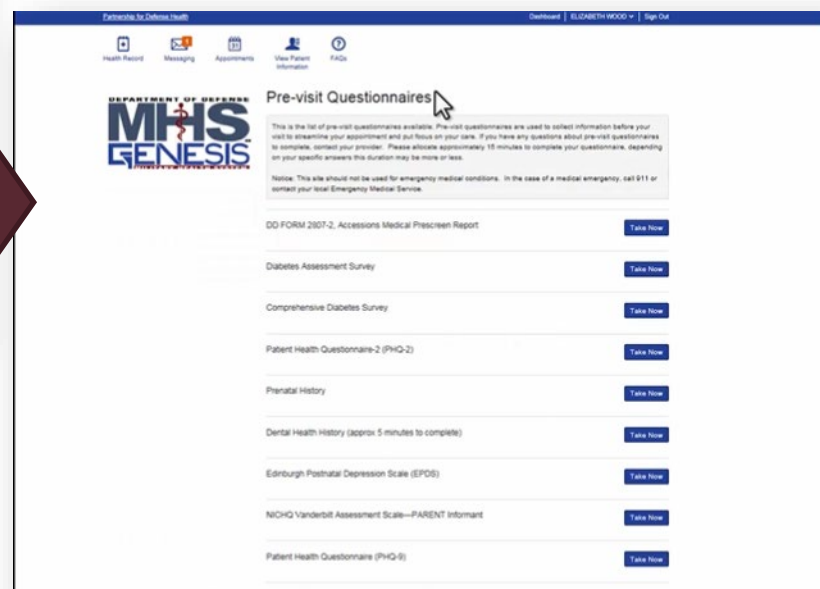 Partnership for Defense Health
Dashboard | ELIZABETH WOOD | Sign Out
Health Record
Messaging
Appointments
31
View Patient
Information
FAQs
DEPARTMENT OF DEFENSE
MHS
GENESIS
Pre-visit Questionnaires
This is the list of pre-visit questionnaires available. Pre-visit questionnaires are used to collect information before your
visit to streamline your appointment and put focus on your care. If you have any questions about pre-visit questionnaires
to complete, contact your provider. Please allocate approximately 15 minutes to complete your questionnaire, depending
on your specific answers this duration may be more or less.
Notice: This site should not be used for emergency medical conditions. In the case of a medical emergency, call 911 or
contact your local Emergency Medical Service.
DD FORM 2807-2, Accessions Medical Prescreen Report Take Now
Diabetes Assessment Survey Take Now
Comprehensive Diabetes Survey Take Now
Patient Health Questionnaire-2 (PHQ-2) Take Now
Prenatal History Take Now
Dental Health History (approx 5 minutes to complete) Take Now
Edinburgh Postnatal Depression Scale (EPDS) Take Now
NICHQ Vanderbilt Assessment Scale—PARENT Informant Take Now
Patient Health Questionnaire (PHQ-9) Take Now